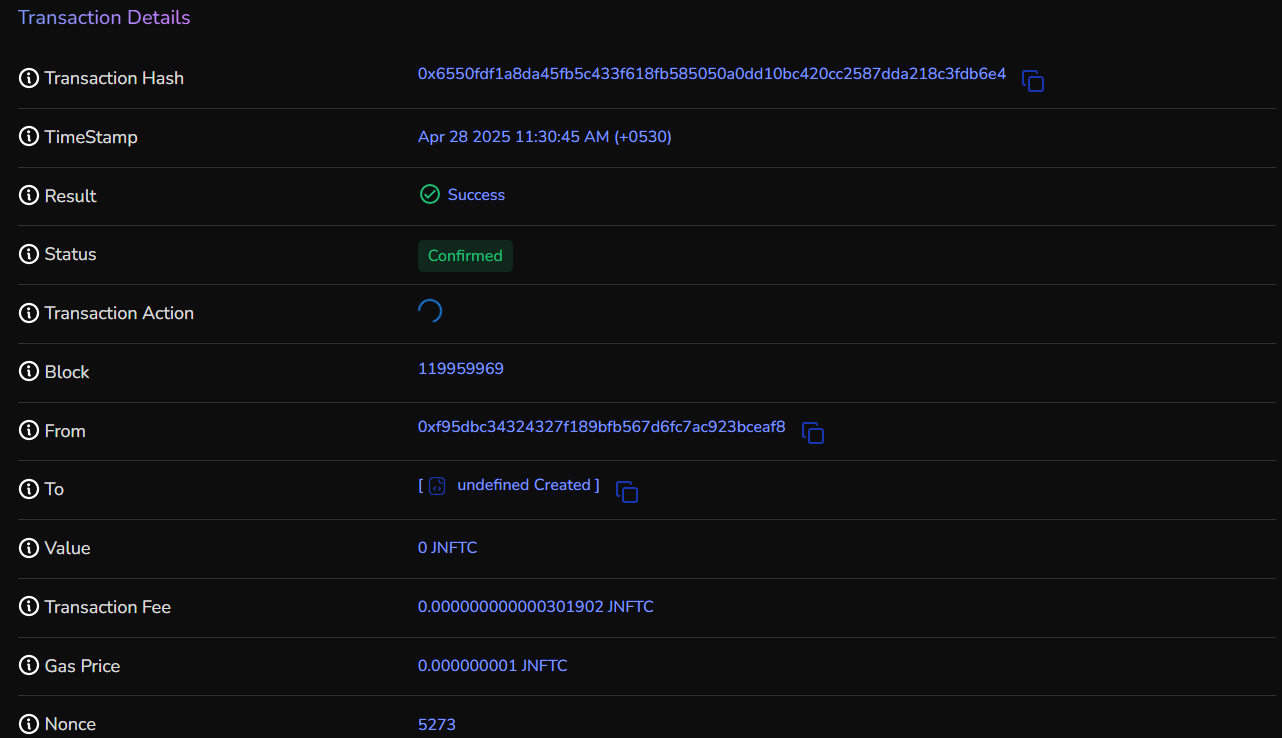 Transaction Details
Transaction Hash 0x6550fdf1a8da45fb5c433f618fb585050a0dd10bc420cc2587dda218c3fdb6e4
TimeStamp Apr 28 2025 11:30:45 AM (+0530)
Result Success
Status Confirmed
Transaction Action
Block 119959969
From 0xf95dbc34324327f189bfb567d6fc7ac923bceaf8
To [ undefined Created ]
Value 0 JNFTC
Transaction Fee 0.000000000000301902 JNFTC
Gas Price 0.000000001 JNFTC
Nonce 5273